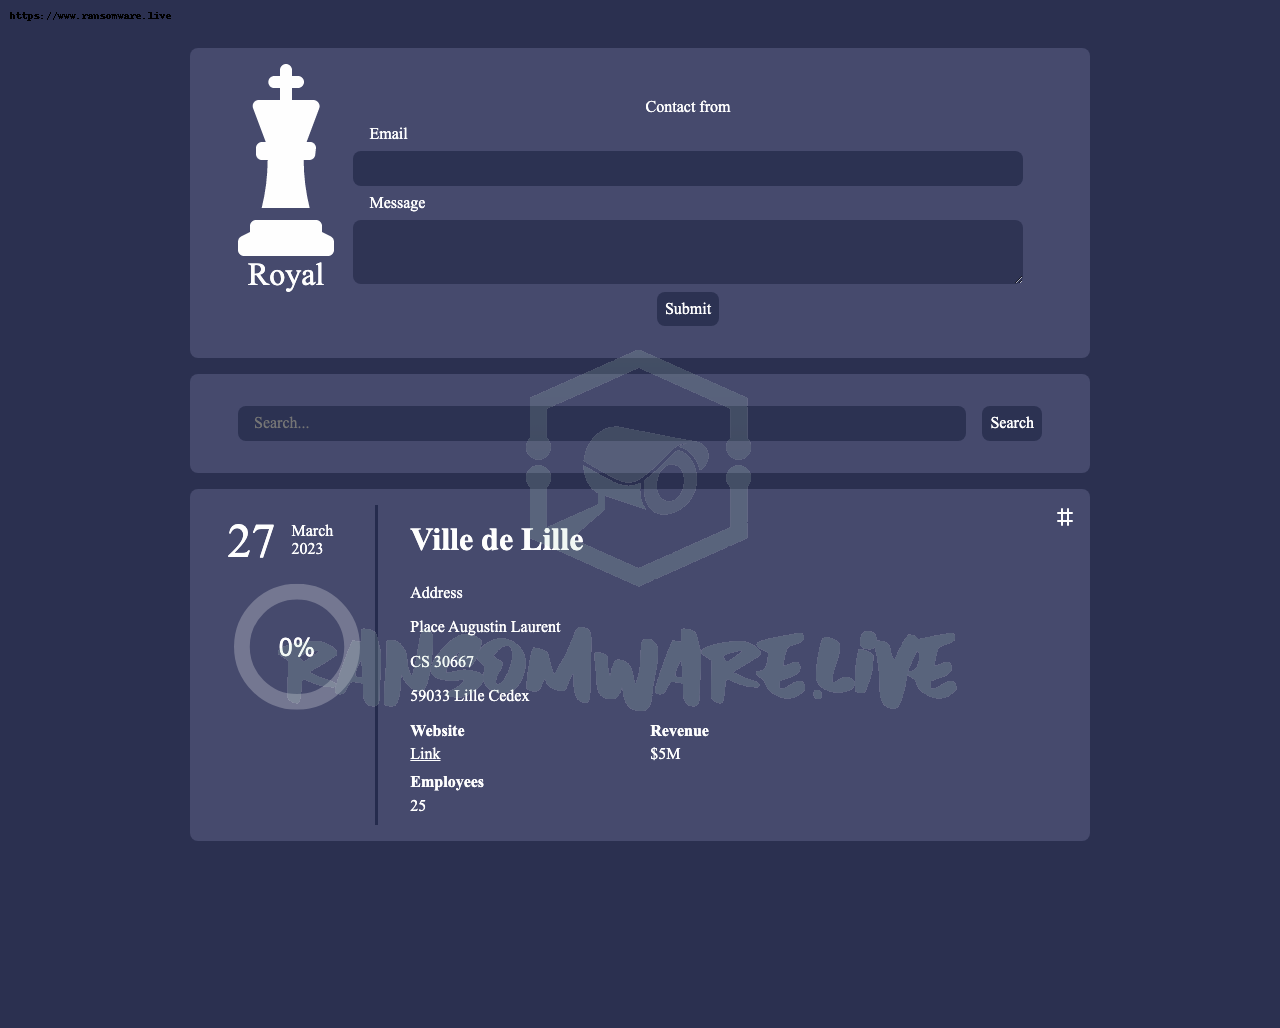 https://www.ransomware.live
Royal
Contact from
Email
Message
Submit
Search...
Search
27
March
2023
0%
Ville de Lille
#
Address
Place Augustin Laurent
CS 30667
59033 Lille Cedex
RANSOMWARE.LIVE
Website
Revenue
Link
$5M
Employees
25